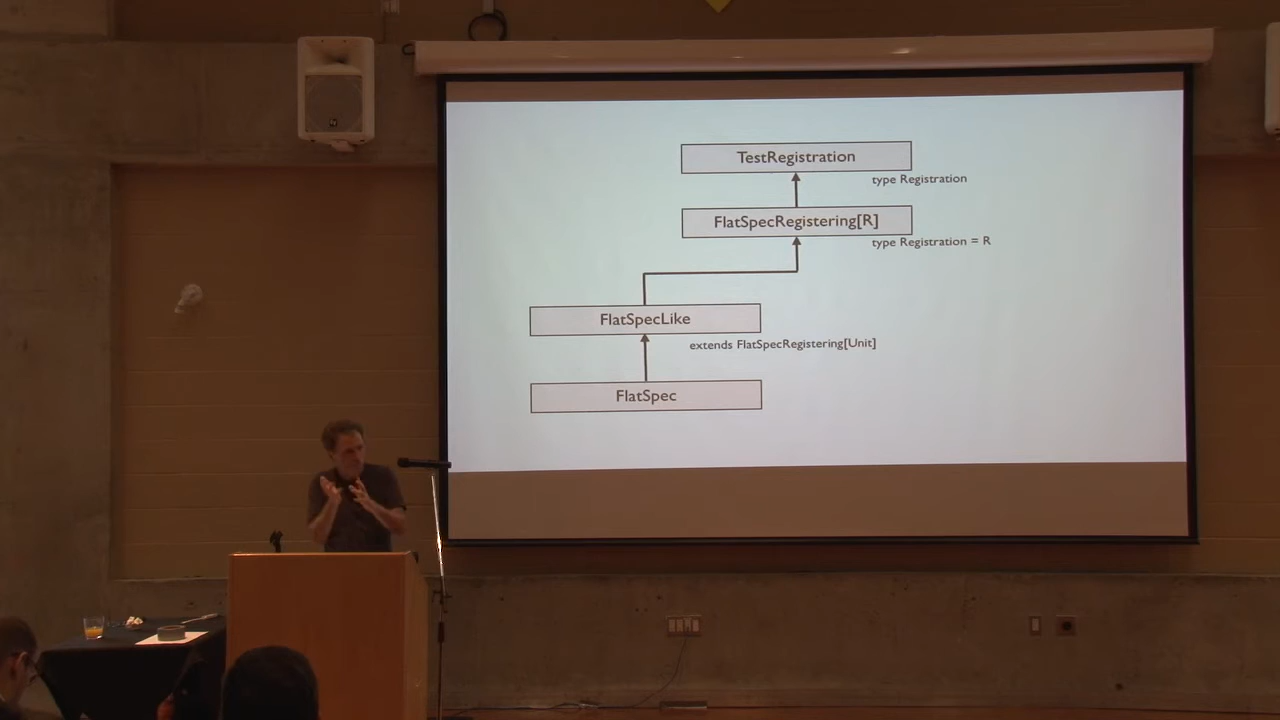 TestRegistration
type Registration
FlatSpecRegistering[R]
type Registration = R
FlatSpecLike
extends FlatSpecRegistering[Unit]
FlatSpec